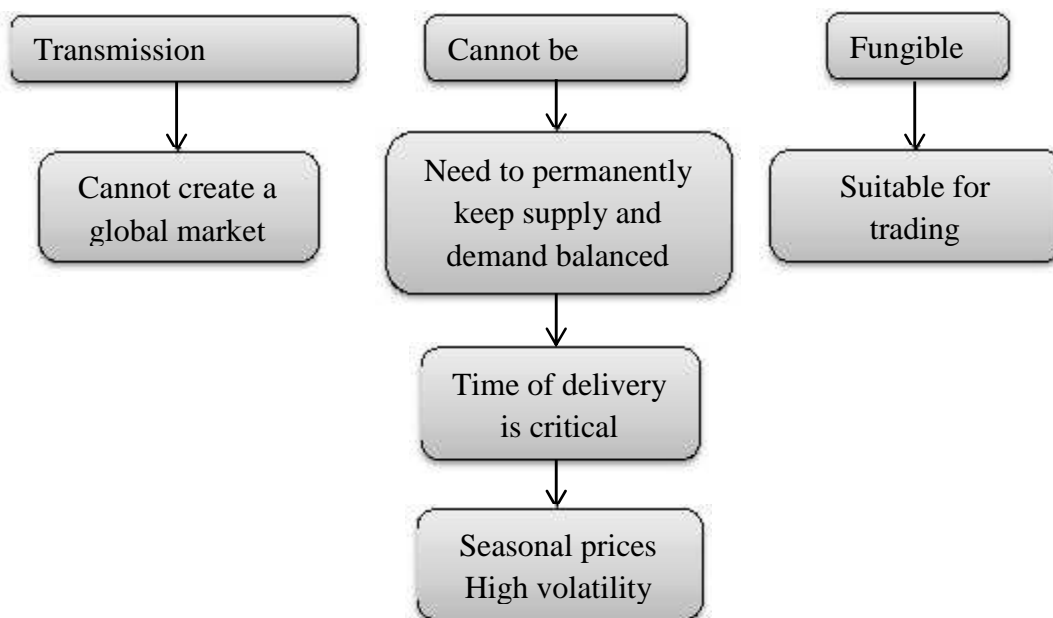 Transmission
Cannot create a
global market
Cannot be
Need to permanently
keep supply and
demand balanced
Time of delivery
is critical
Seasonal prices
High volatility
Fungible
Suitable for
trading